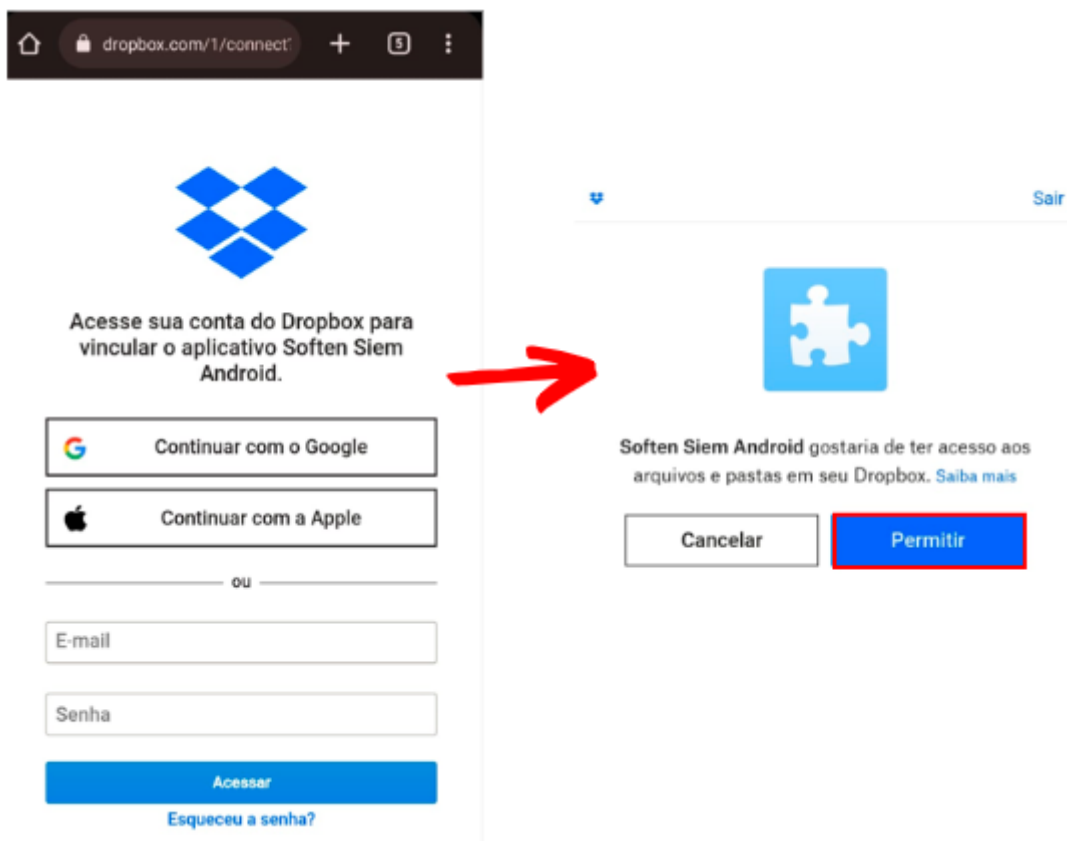 dropbox.com/1/connect
5
Acesse sua conta do Dropbox para
vincular o aplicativo Soften Siem
Android.
Continuar com o Google
Continuar com a Apple
ou
E-mail
Senha
Acessar
Esqueceu a senha?
Sair
Soften Siem Android gostaria de ter acesso aos
arquivos e pastas em seu Dropbox. Saiba mais
Cancelar
Permitir